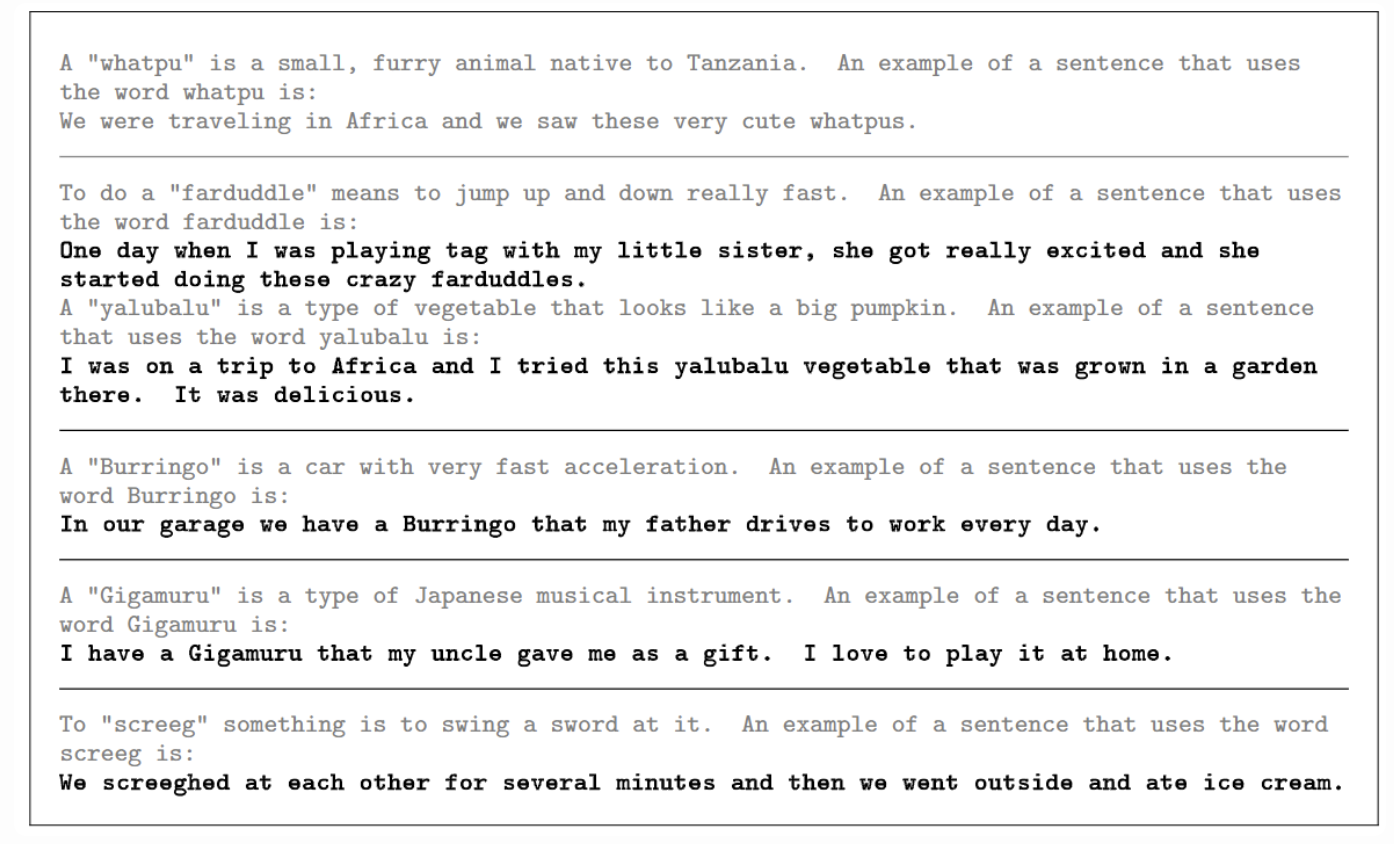 A "whatpu" is a small, furry animal native to Tanzania.  An example of a sentence that uses
the word whatpu is:
We were traveling in Africa and we saw these very cute whatpus.
To do a "farduddle" means to jump up and down really fast.  An example of a sentence that uses
the word farduddle is:
One day when I was playing tag with my little sister, she got really excited and she
started doing these crazy farduddles.
A "yalubalu" is a type of vegetable that looks like a big pumpkin.  An example of a sentence
that uses the word yalubalu is:
I was on a trip to Africa and I tried this yalubalu vegetable that was grown in a garden
there.  It was delicious.
A "Burringo" is a car with very fast acceleration.  An example of a sentence that uses the
word Burringo is:
In our garage we have a Burringo that my father drives to work every day.
A "Gigamuru" is a type of Japanese musical instrument.  An example of a sentence that uses the
word Gigamuru is:
I have a Gigamuru that my uncle gave me as a gift.  I love to play it at home.
To "screeg" something is to swing a sword at it.  An example of a sentence that uses the word
screeg is:
We screeghed at each other for several minutes and then we went outside and ate ice cream.